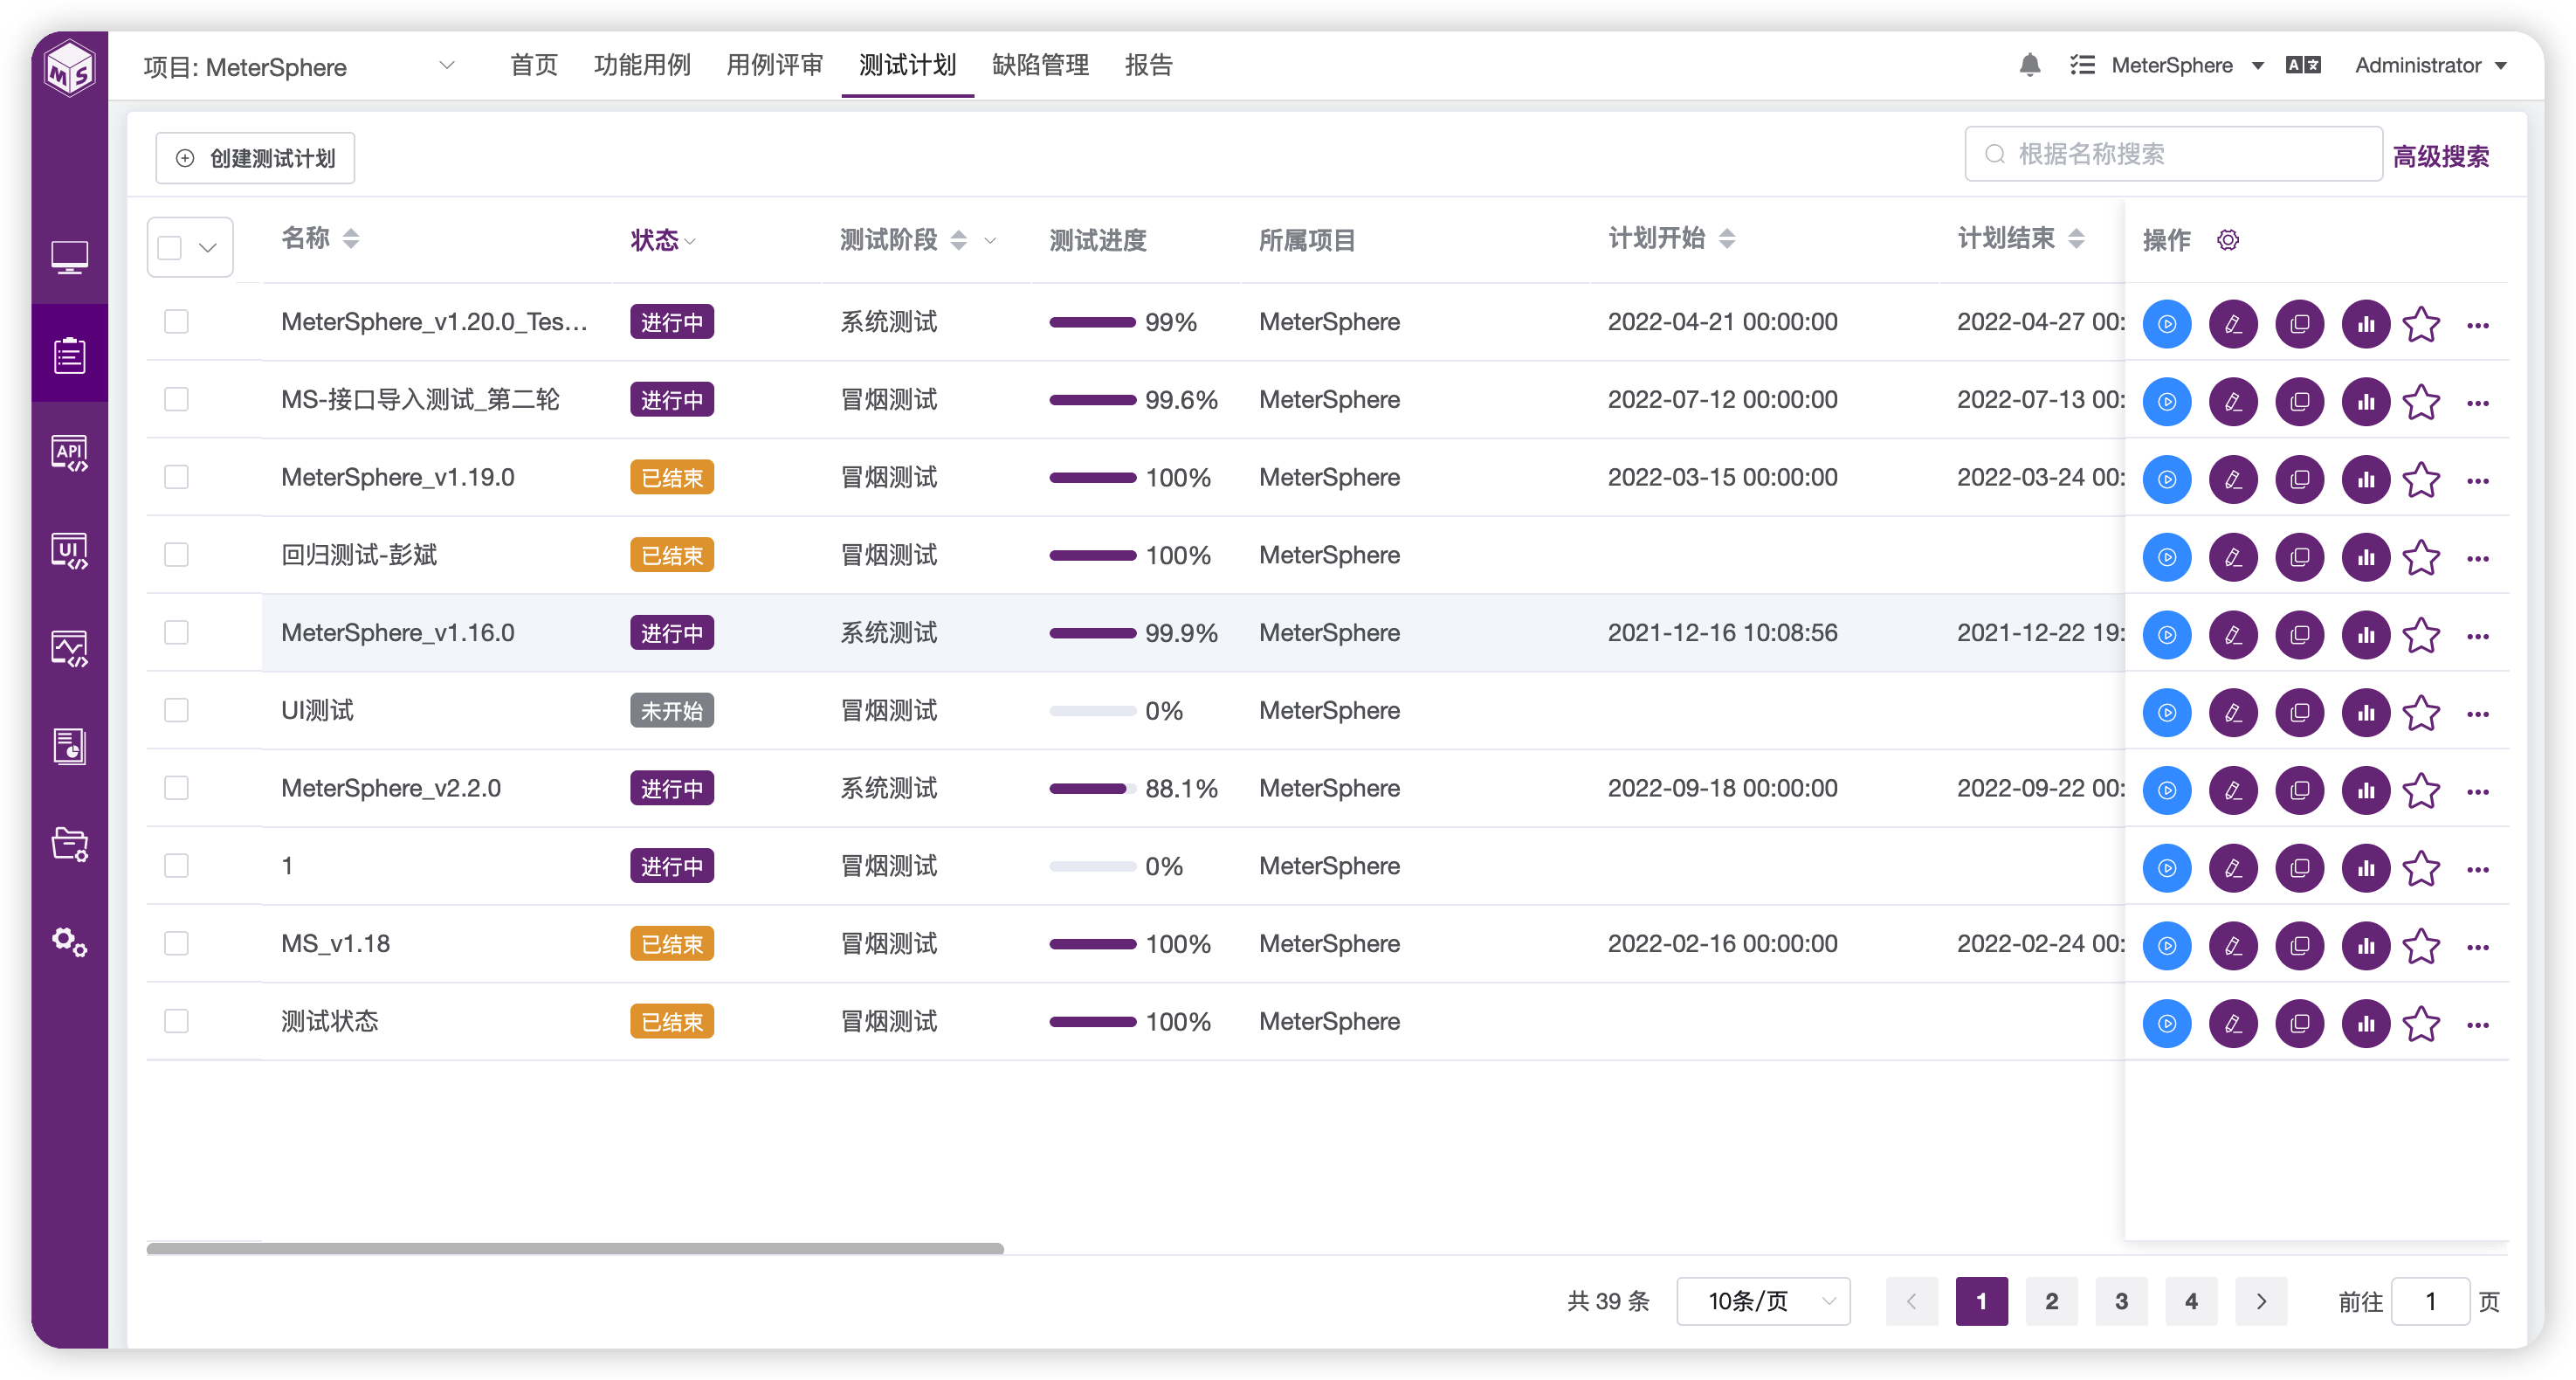 MS
项目: MeterSphere 首页 功能用例 用例评审 测试计划 缺陷管理 报告 MeterSphere A文 Administrator
创建测试计划 根据名称搜索 高级搜索
名称 状态 测试阶段 测试进度 所属项目 计划开始 计划结束 操作
MeterSphere_v1.20.0_Tes... 进行中 系统测试 99% MeterSphere 2022-04-21 00:00:00 2022-04-27 00:
MS-接口导入测试_第二轮 进行中 冒烟测试 99.6% MeterSphere 2022-07-12 00:00:00 2022-07-13 00:
MeterSphere_v1.19.0 已结束 冒烟测试 100% MeterSphere 2022-03-15 00:00:00 2022-03-24 00:
回归测试-彭斌 已结束 冒烟测试 100% MeterSphere
MeterSphere_v1.16.0 进行中 系统测试 99.9% MeterSphere 2021-12-16 10:08:56 2021-12-22 19:
UI测试 未开始 冒烟测试 0% MeterSphere
MeterSphere_v2.2.0 进行中 系统测试 88.1% MeterSphere 2022-09-18 00:00:00 2022-09-22 00:
1 进行中 冒烟测试 0% MeterSphere
MS_v1.18 已结束 冒烟测试 100% MeterSphere 2022-02-16 00:00:00 2022-02-24 00:
测试状态 已结束 冒烟测试 100% MeterSphere
API
UI
共 39 条 10条/页 1 2 3 4 前往 1 页